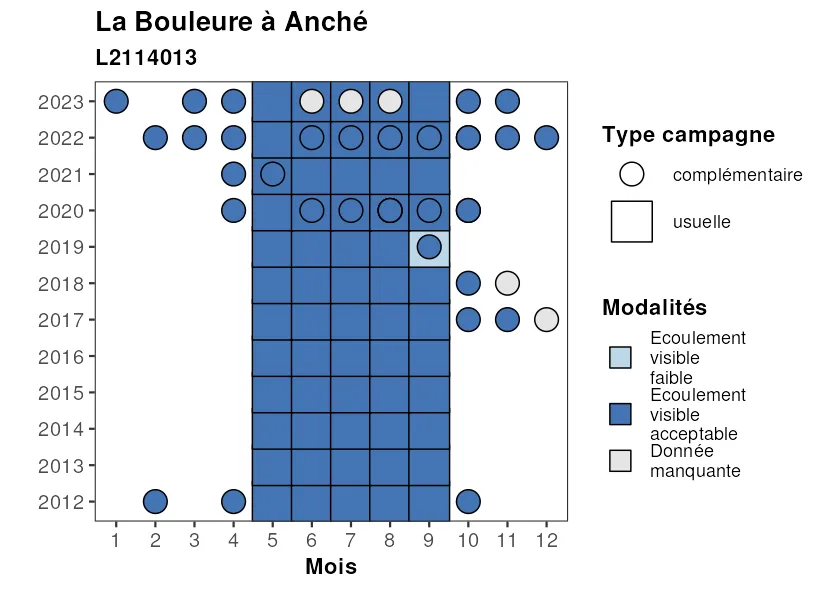 La Bouleure à Anché
L2114013
2023
2022
2021
2020
2019
2018
2017
2016
2015
2014
2013
2012
1 2 3 4 5 6 7 8 9 10 11 12
Mois
Type campagne
complémentaire
usuelle
Modalités
Ecoulement
visible
faible
Ecoulement
visible
acceptable
Donnée
manquante